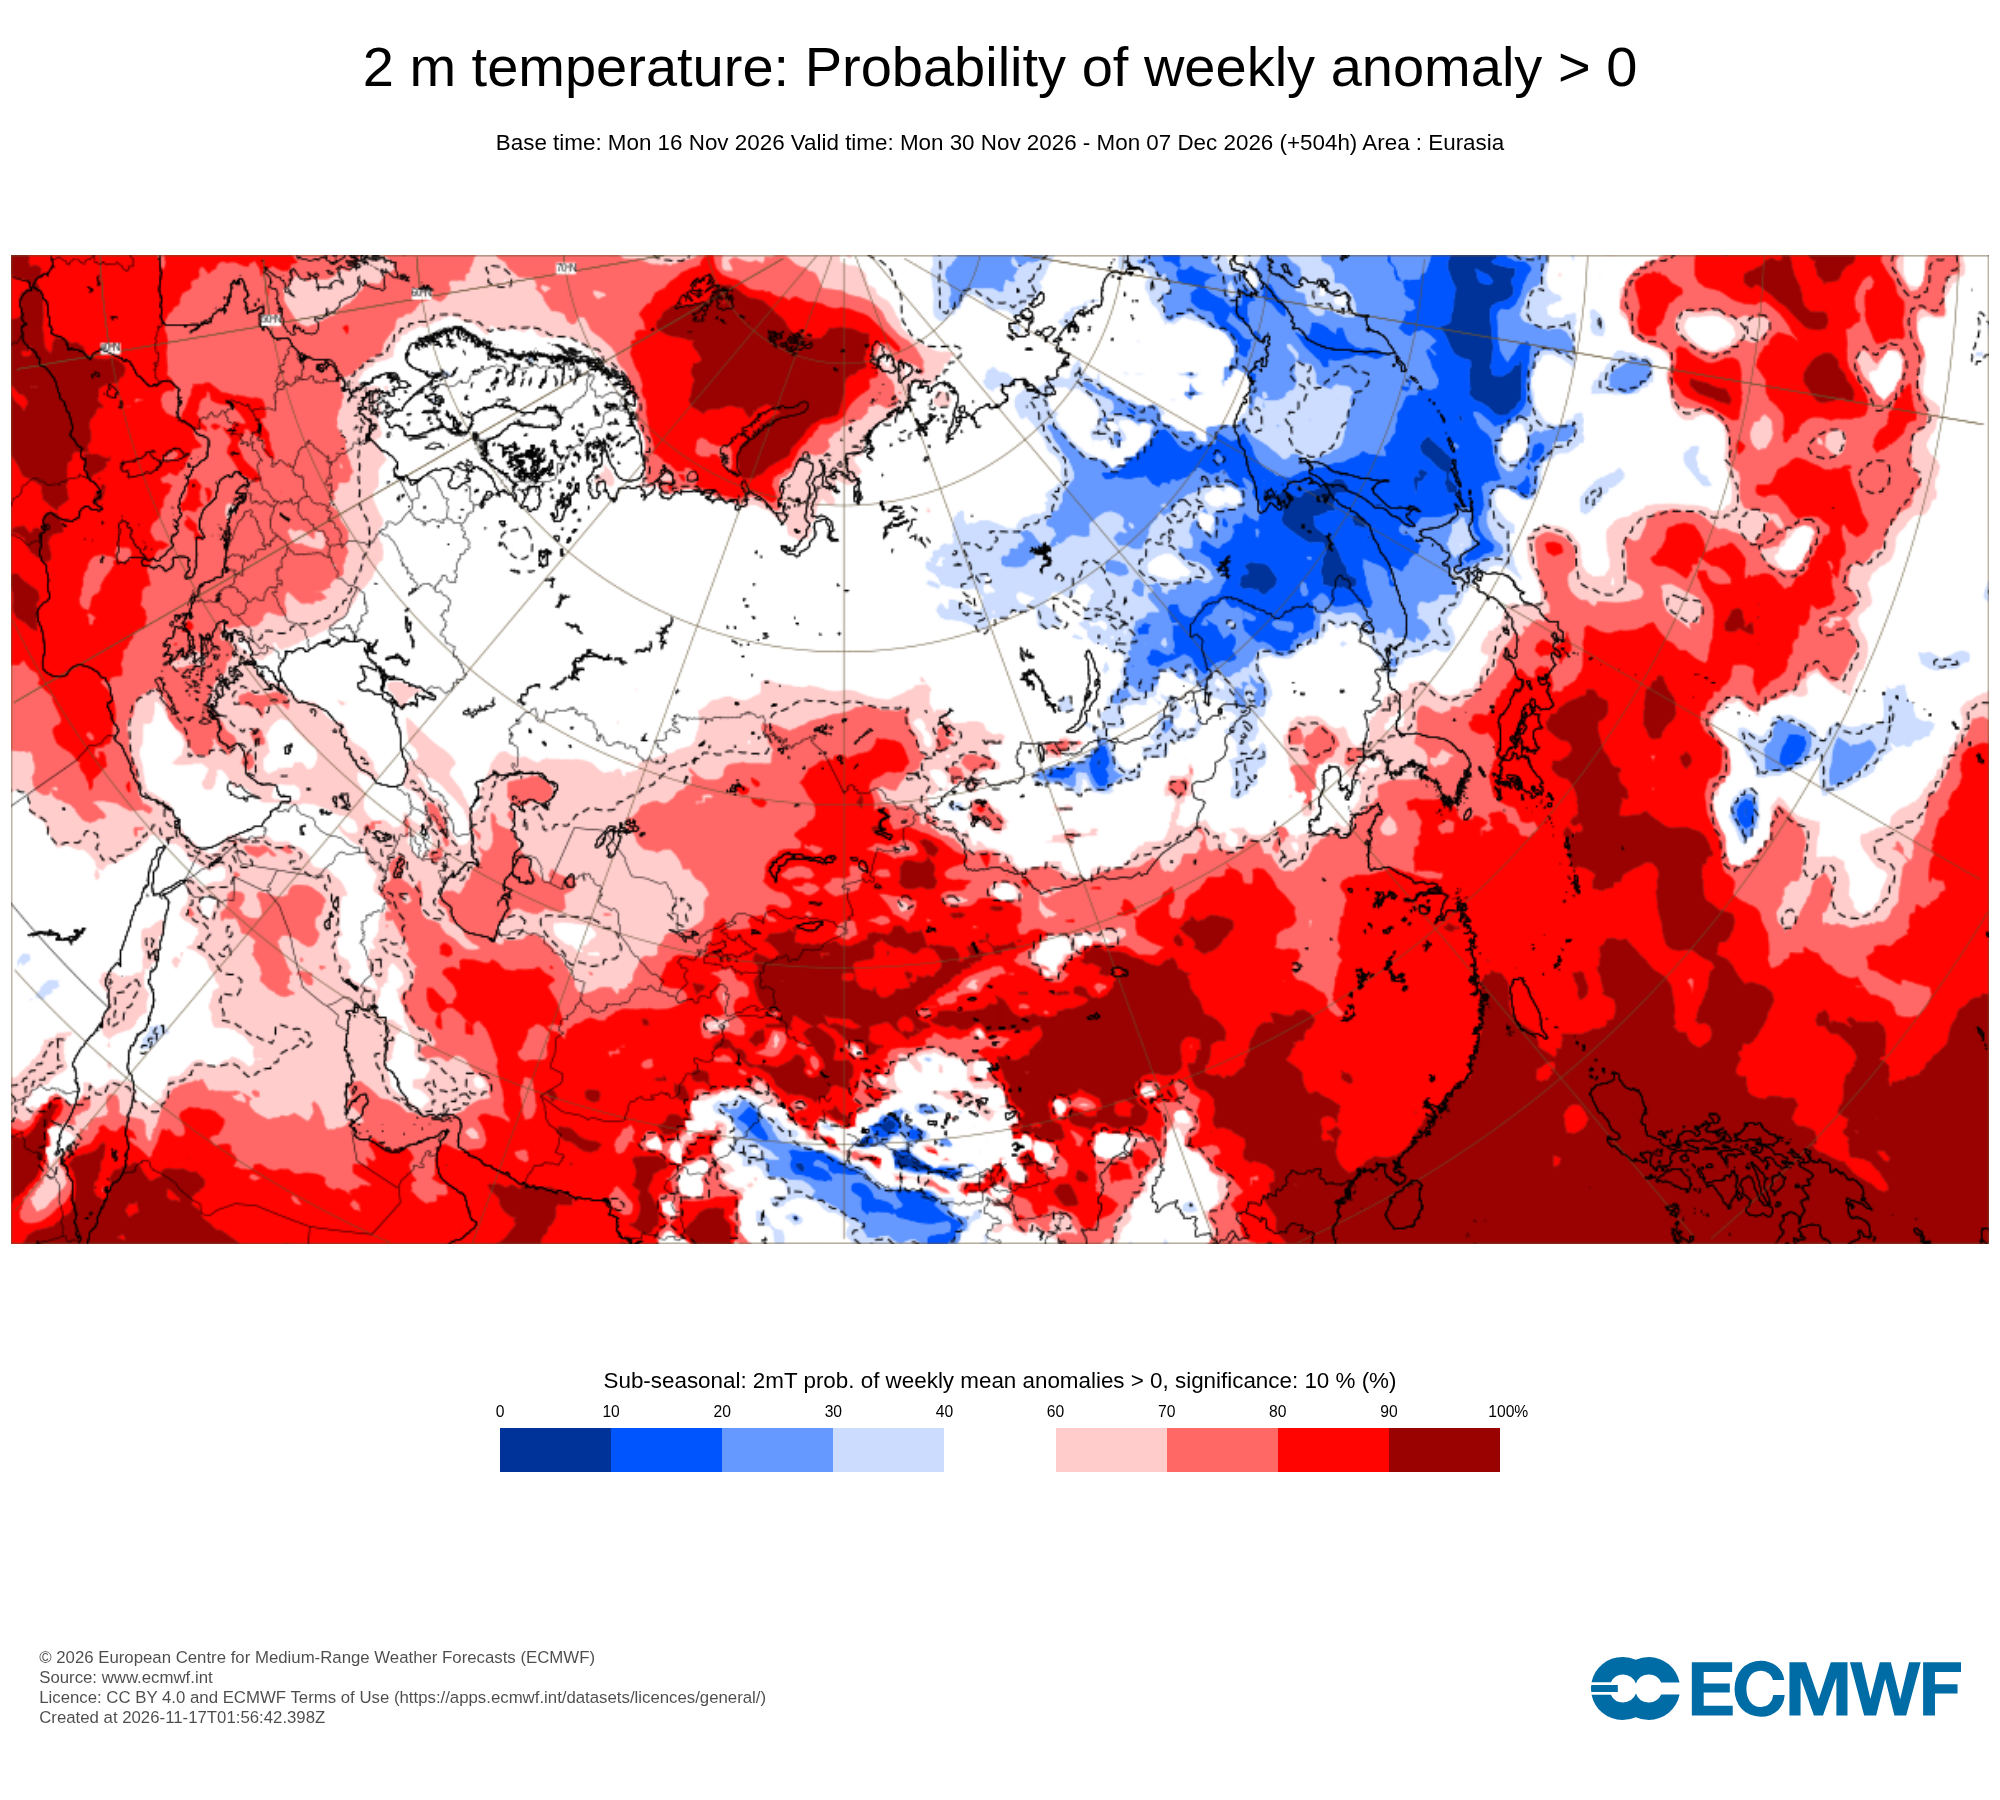 2 m temperature: Probability of weekly anomaly > 0
Base time: Mon 16 Nov 2026 Valid time: Mon 30 Nov 2026 - Mon 07 Dec 2026 (+504h) Area : Eurasia
70°N
60°N
50°N
Sub-seasonal: 2mT prob. of weekly mean anomalies > 0, significance: 10 % (%)
0 10 20 30 40 60 70 80 90 100%
© 2026 European Centre for Medium-Range Weather Forecasts (ECMWF)
Source: www.ecmwf.int
Licence: CC BY 4.0 and ECMWF Terms of Use (https://apps.ecmwf.int/datasets/licences/general/)
Created at 2026-11-17T01:56:42.398Z
ECMWF